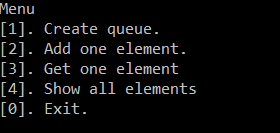 Menu
[1]. Create queue.
[2]. Add one element.
[3]. Get one element
[4]. Show all elements
[0]. Exit.